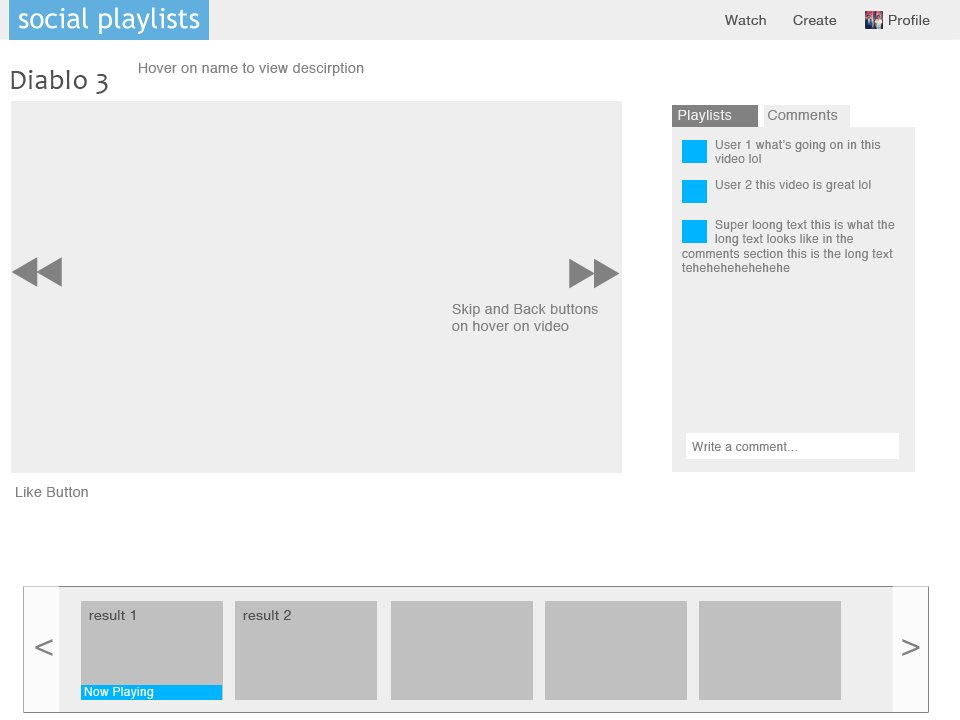 social playlists
Watch
Create
Profile
Diablo 3
Hover on name to view descirption
Playlists
Comments
User 1 what's going on in this
video lol
User 2 this video is great lol
Super loong text this is what the
long text looks like in the
comments section this is the long text
tehehehehehehehe
Skip and Back buttons
on hover on video
Write a comment...
Like Button
<
result 1
Now Playing
result 2
>